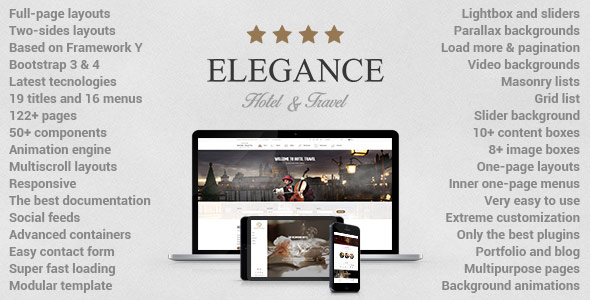 Full-page layouts
Two-sides layouts
Based on Framework Y
Bootstrap 3 & 4
Latest tecnologies
19 titles and 16 menus
122+ pages
50+ components
Animation engine
Multiscroll layouts
Responsive
The best documentation
Social feeds
Advanced containers
Easy contact form
Super fast loading
Modular template
ELEGANCE
Hotel & Travel
WELCOME TO HOTEL TRAVEL
Lightbox and sliders
Parallax backgrounds
Load more & pagination
Video backgrounds
Masonry lists
Grid list
Slider background
10+ content boxes
8+ image boxes
One-page layouts
Inner one-page menus
Very easy to use
Extreme customization
Only the best plugins
Portfolio and blog
Multipurpose pages
Background animations